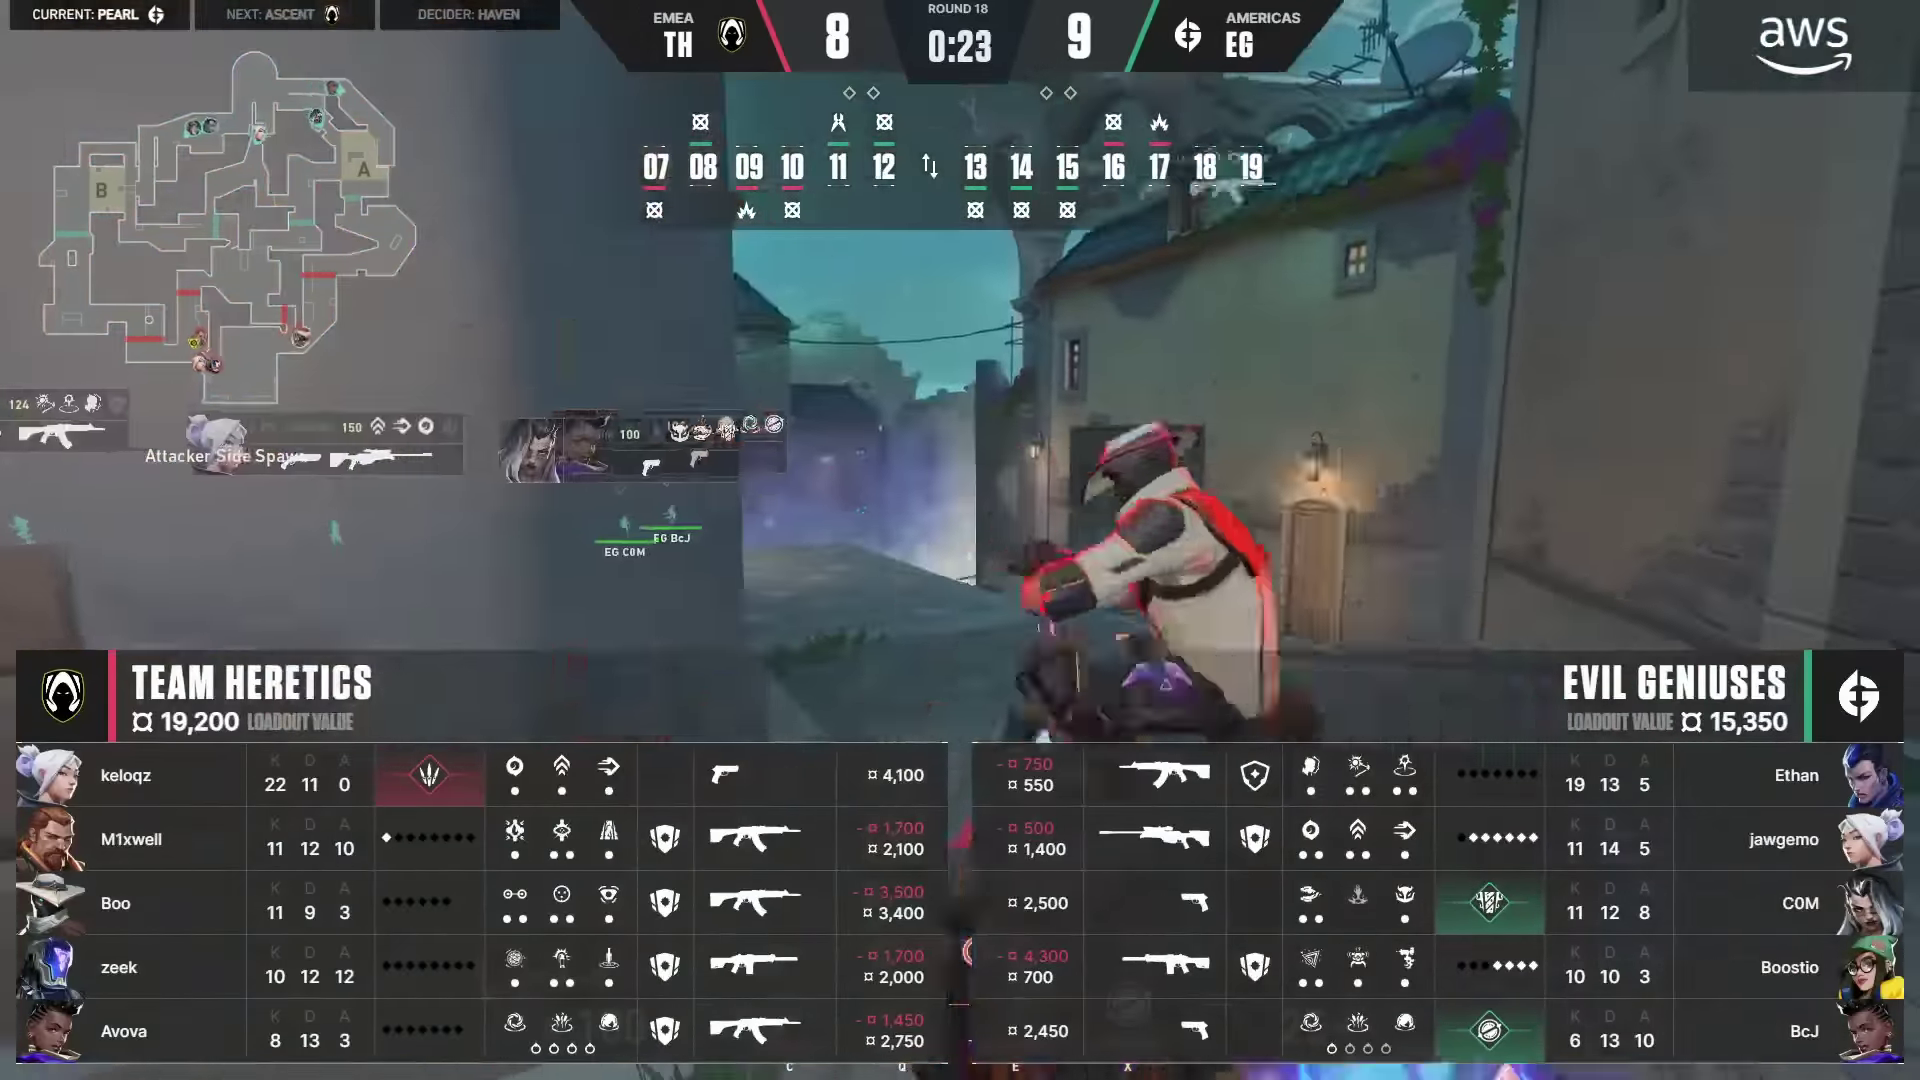 CURRENT: PEARL
NEXT: ASCENT
DECIDER: HAVEN
EMEA
TH
8
ROUND 18
0:23
9
AMERICAS
EG
aws
07 08 09 10 11 12 13 14 15 16 17 18 19
A
B
124
150
100
Attacker Side Spawn
EG C0M
EG BcJ
TEAM HERETICS
19,200 LOADOUT VALUE
EVIL GENIUSES
LOADOUT VALUE 15,350
K D A
keloqz 22 11 0 4,100
K D A
M1xwell 11 12 10 - 1,700 2,100
K D A
Boo 11 9 3 - 3,500 3,400
K D A
zeek 10 12 12 - 1,700 2,000
K D A
Avova 8 13 3 - 1,450 2,750
K D A
- 750 550 19 13 5 Ethan
K D A
- 500 1,400 11 14 5 jawgemo
K D A
2,500 11 12 8 C0M
K D A
- 4,300 700 10 10 3 Boostio
K D A
2,450 6 13 10 BcJ
C Q E X